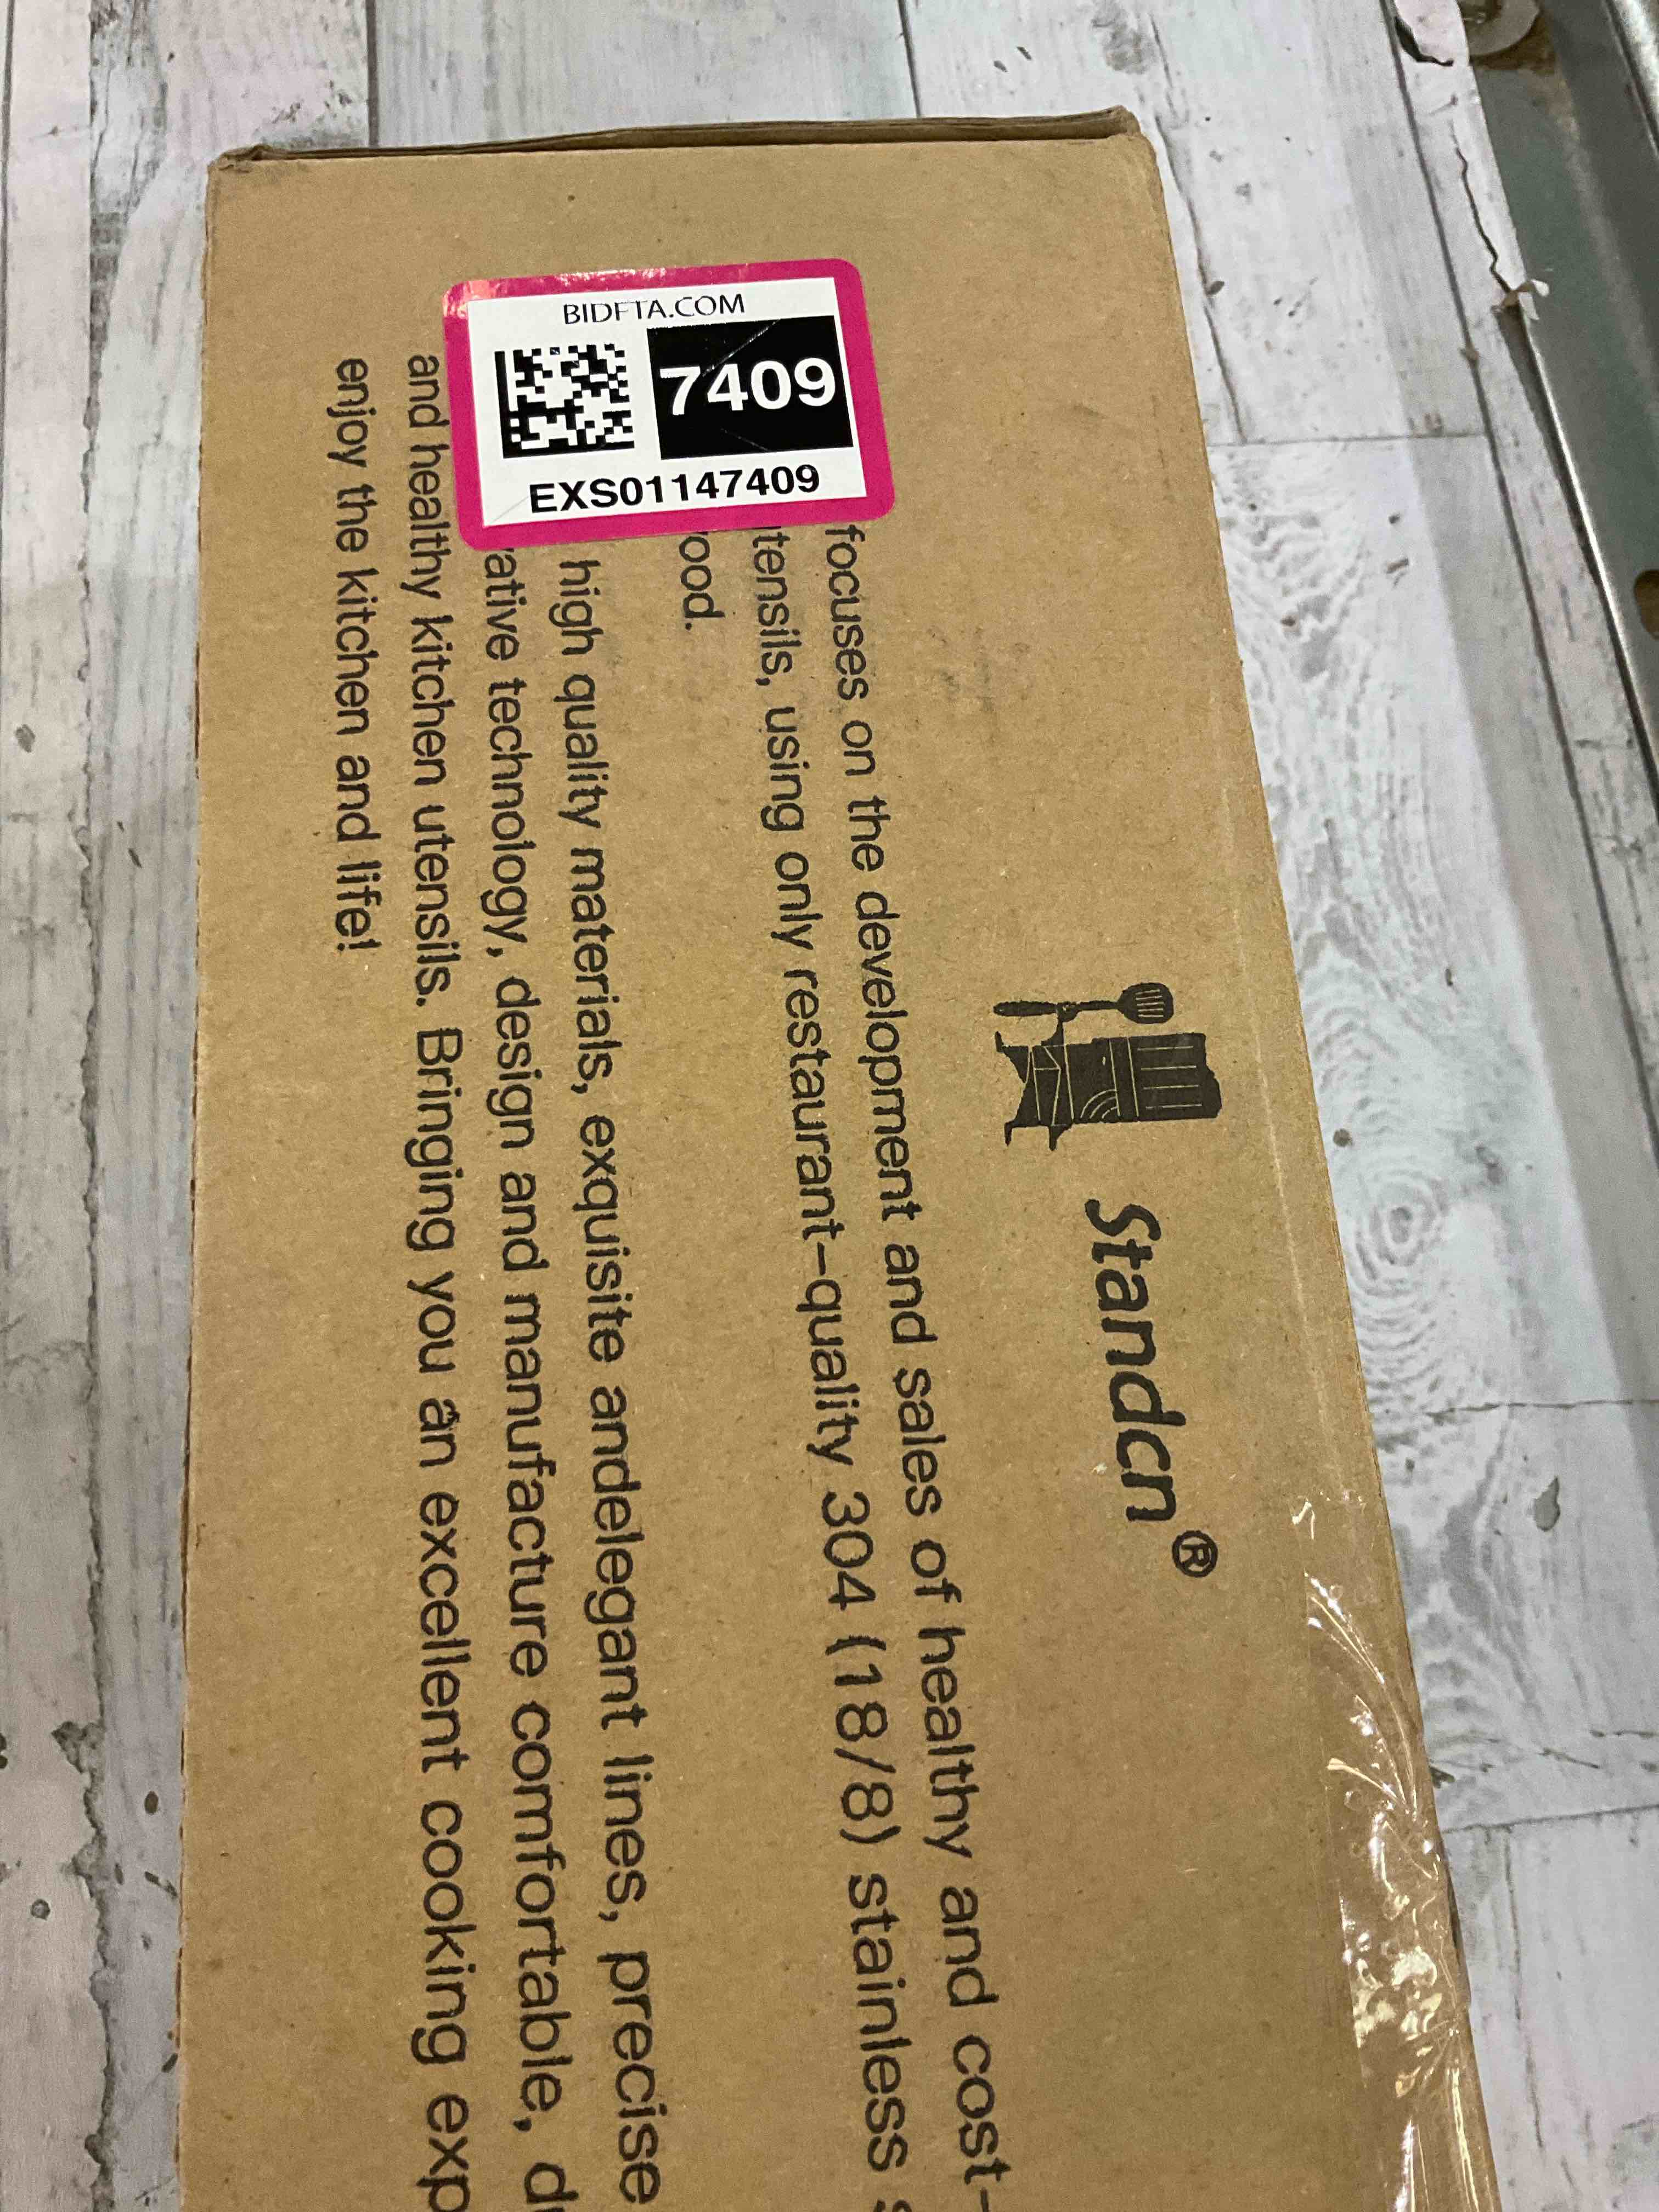 BIDFTA.COM
7409
EXS01147409
Standcn®
focuses on the development and sales of healthy and cost-
tensils, using only restaurant-quality 304 (18/8) stainless
ood.
high quality materials, exquisite andelegant lines, precise
ative technology, design and manufacture comfortable,
and healthy kitchen utensils. Bringing you an excellent cooking exp
enjoy the kitchen and life!